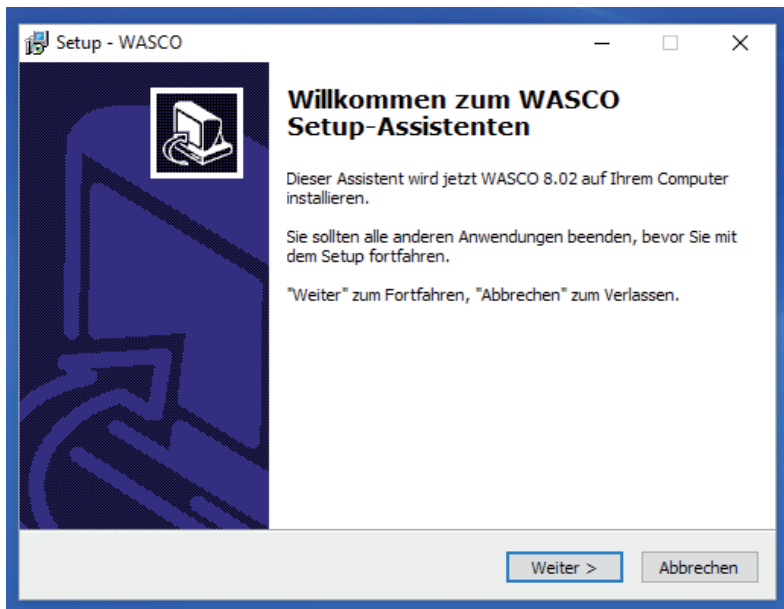 Setup - WASCO
Willkommen zum WASCO
Setup-Assistenten
Dieser Assistent wird jetzt WASCO 8.02 auf Ihrem Computer
installieren.
Sie sollten alle anderen Anwendungen beenden, bevor Sie mit
dem Setup fortfahren.
"Weiter" zum Fortfahren, "Abbrechen" zum Verlassen.
Weiter >
Abbrechen